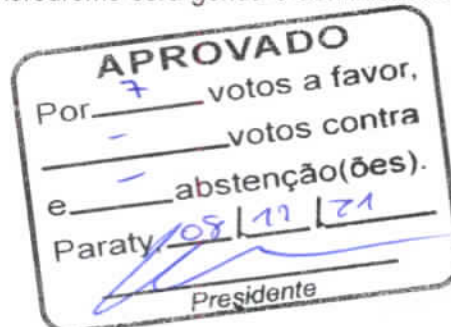 APROVADO
Por 7 votos a favor,
- votos contra
e - abstenção(ões).
Paraty, 08 / 11 / 21
Presidente